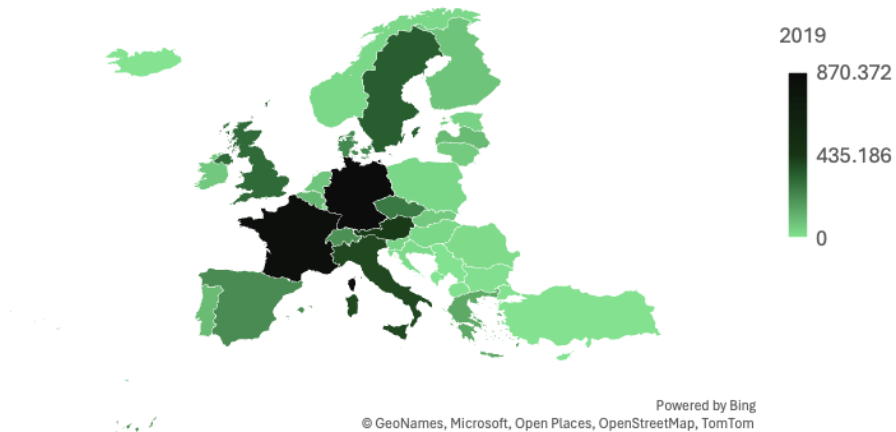 2019
870.372
435.186
0
Powered by Bing
© GeoNames, Microsoft, Open Places, OpenStreetMap, TomTom